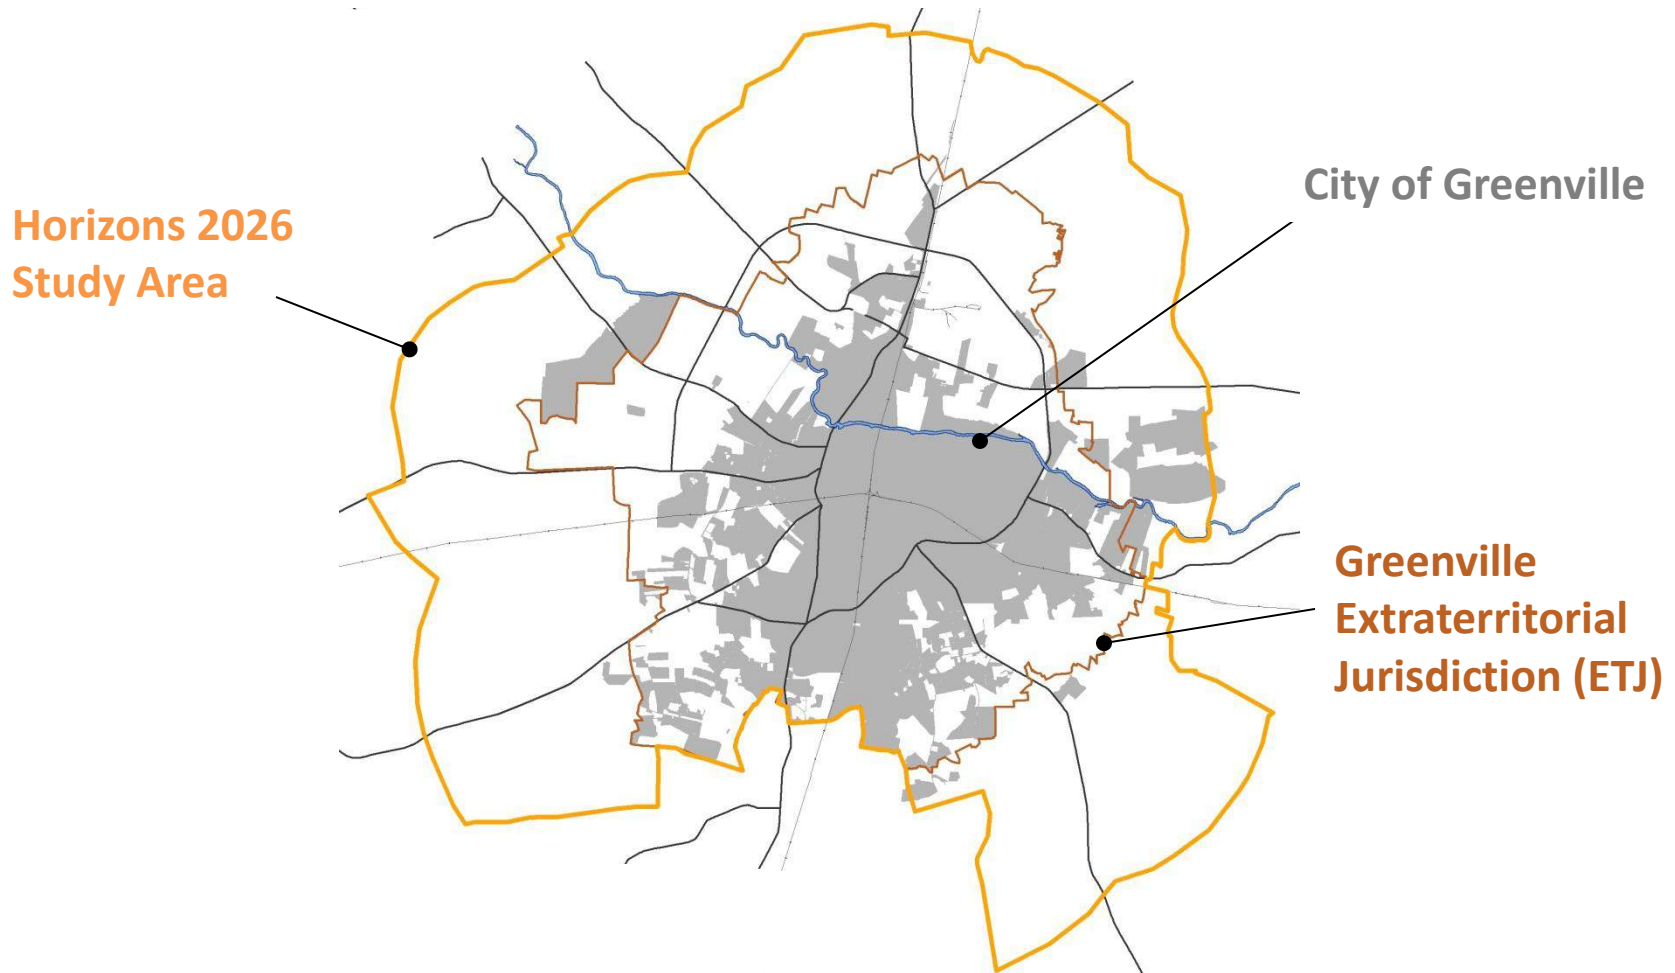 Horizons 2026
Study Area
City of Greenville
Greenville
Extraterritorial
Jurisdiction (ETJ)